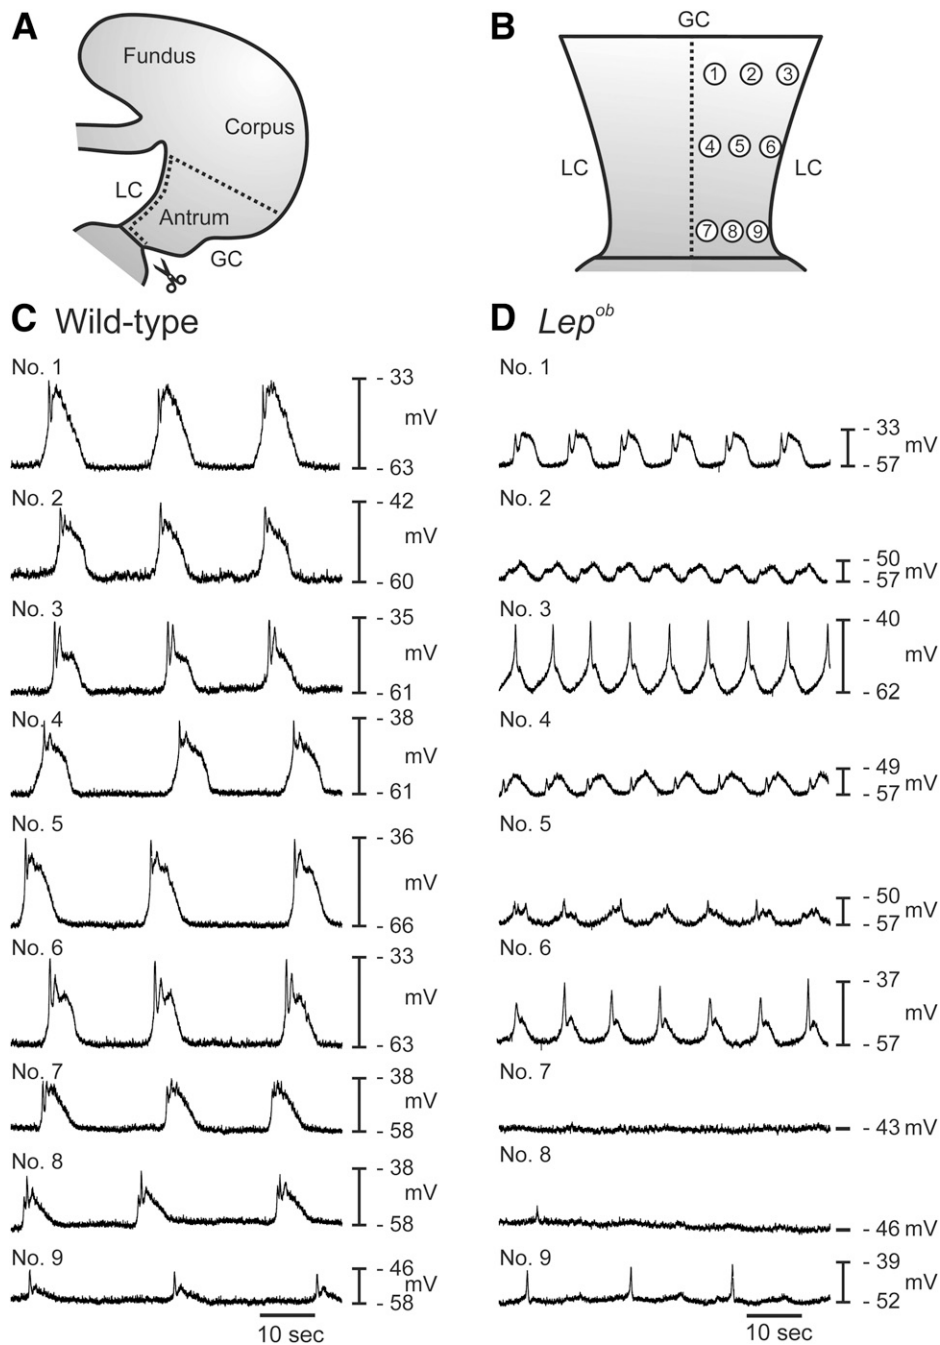 A
Fundus
Corpus
LC
Antrum
GC
B
GC
1 2 3
4 5 6
LC
LC
7 8 9
C Wild-type
No. 1
- 33
mV
- 63
No. 2
- 42
mV
- 60
No. 3
- 35
mV
- 61
No. 4
- 38
mV
- 61
No. 5
- 36
mV
- 66
No. 6
- 33
mV
- 63
No. 7
- 38
mV
- 58
No. 8
- 38
mV
- 58
No. 9
- 46
mV
- 58
10 sec
D Lep^ob
No. 1
- 33
mV
- 57
No. 2
- 50
- 57 mV
No. 3
- 40
mV
- 62
No. 4
- 49
mV
- 57
No. 5
- 50
mV
- 57
No. 6
- 37
mV
- 57
No. 7
- 43 mV
No. 8
- 46 mV
No. 9
- 39
mV
- 52
10 sec